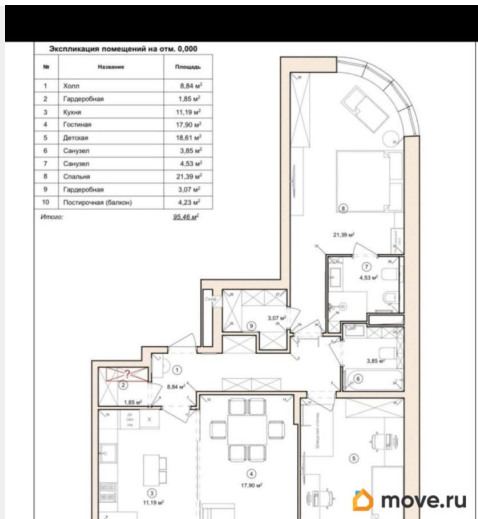 Экспликация помещений на отм. 0,000
№ Название Площадь
1 Холл 8,84 м²
2 Гардеробная 1,85 м²
3 Кухня 11,19 м²
4 Гостиная 17,90 м²
5 Детская 18,61 м²
6 Санузел 3,85 м²
7 Санузел 4,53 м²
8 Спальня 21,39 м²
9 Гардеробная 3,07 м²
10 Постирочная (балкон) 4,23 м²
Итого: 95,46 м²
8
21,39 м²
7
4,53 м²
3,07 м²
9
3,85 м²
6
1
?
2
8,84 м²
1,85 м²
4
5
3
17,90 м²
11,19 м²
move.ru